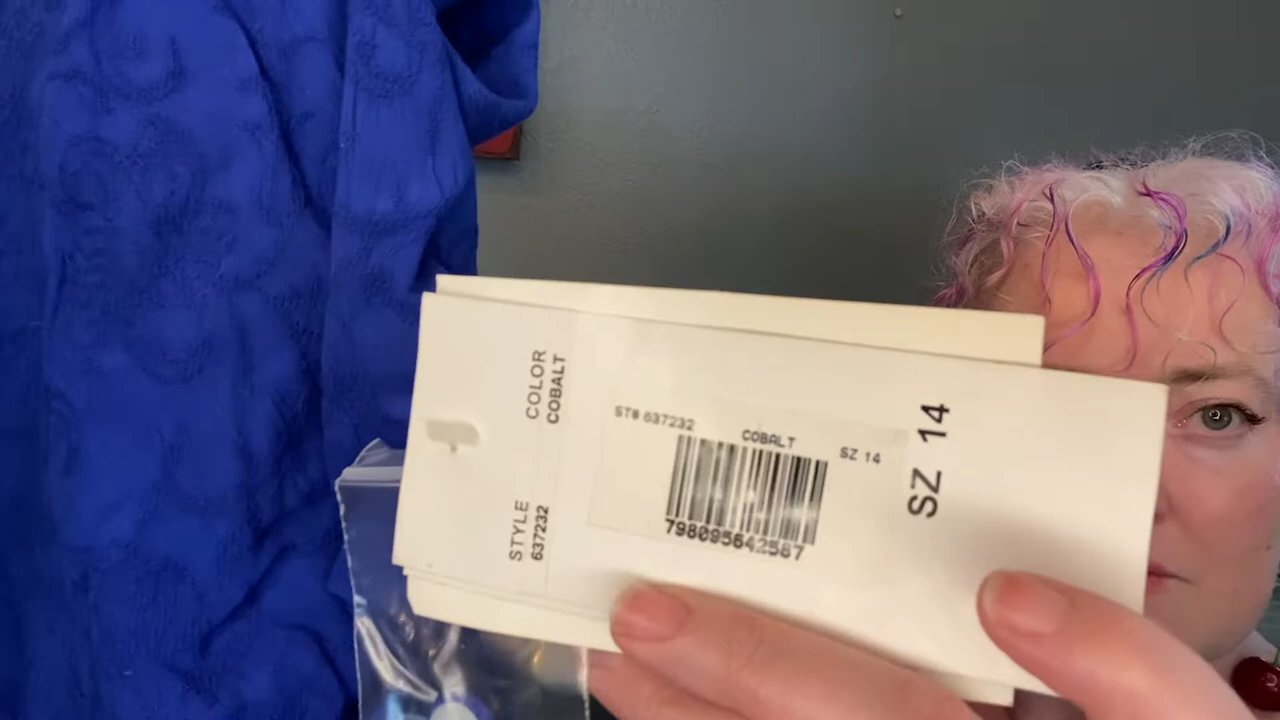 COLOR
COBALT
STYLE
637232
ST# 637232
COBALT
SZ 14
798095642587
SZ 14